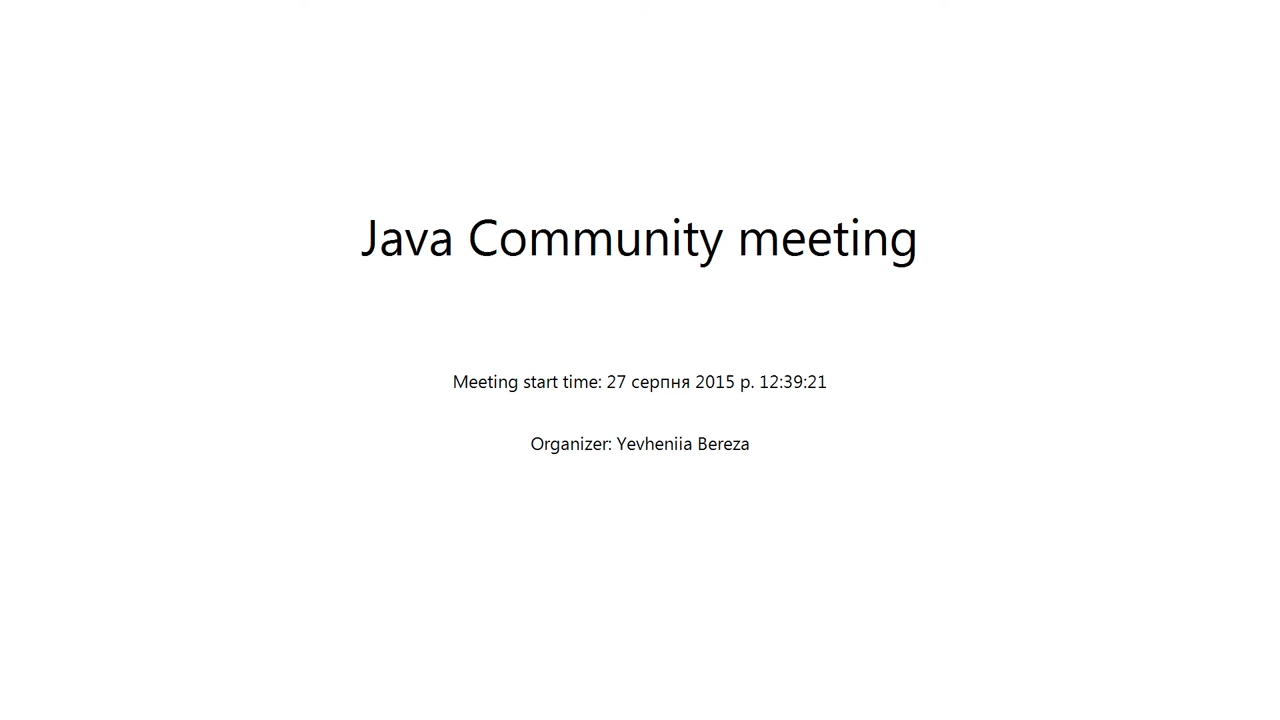 Java Community meeting
Meeting start time: 27 серпня 2015 р. 12:39:21
Organizer: Yevheniia Bereza